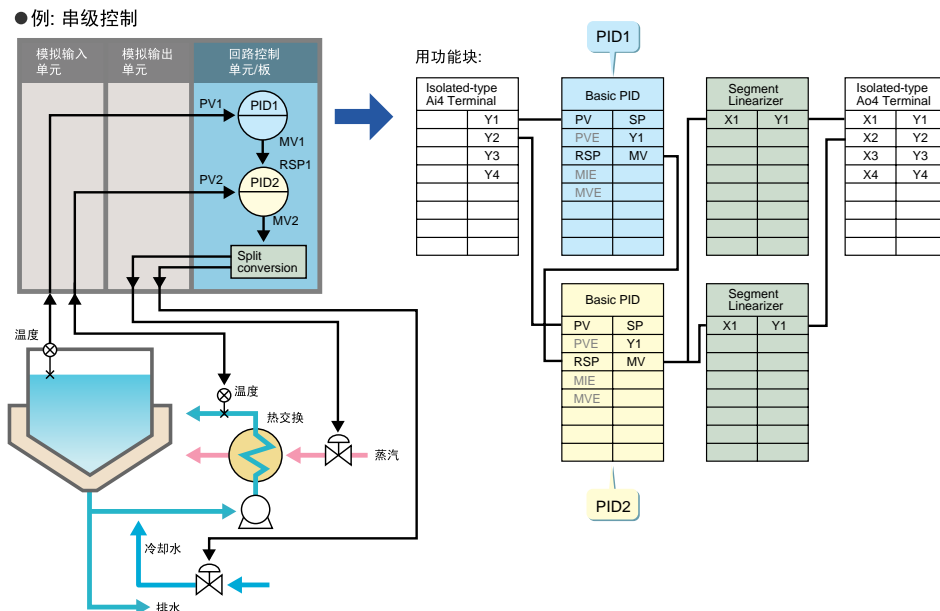 ●例: 串级控制
模拟输入
单元
模拟输出
单元
回路控制
单元/板
PV1
PID1
MV1
RSP1
PV2
PID2
MV2
Split
conversion
温度
温度
热交换
蒸汽
冷却水
排水
用功能块:
PID1
Isolated-type
Ai4 Terminal
Y1
Y2
Y3
Y4
Basic PID
PV SP
PVE Y1
RSP MV
MIE
MVE
Segment
Linearizer
X1 Y1
Isolated-type
Ao4 Terminal
X1 Y1
X2 Y2
X3 Y3
X4 Y4
Basic PID
PV SP
PVE Y1
RSP MV
MIE
MVE
Segment
Linearizer
X1 Y1
PID2